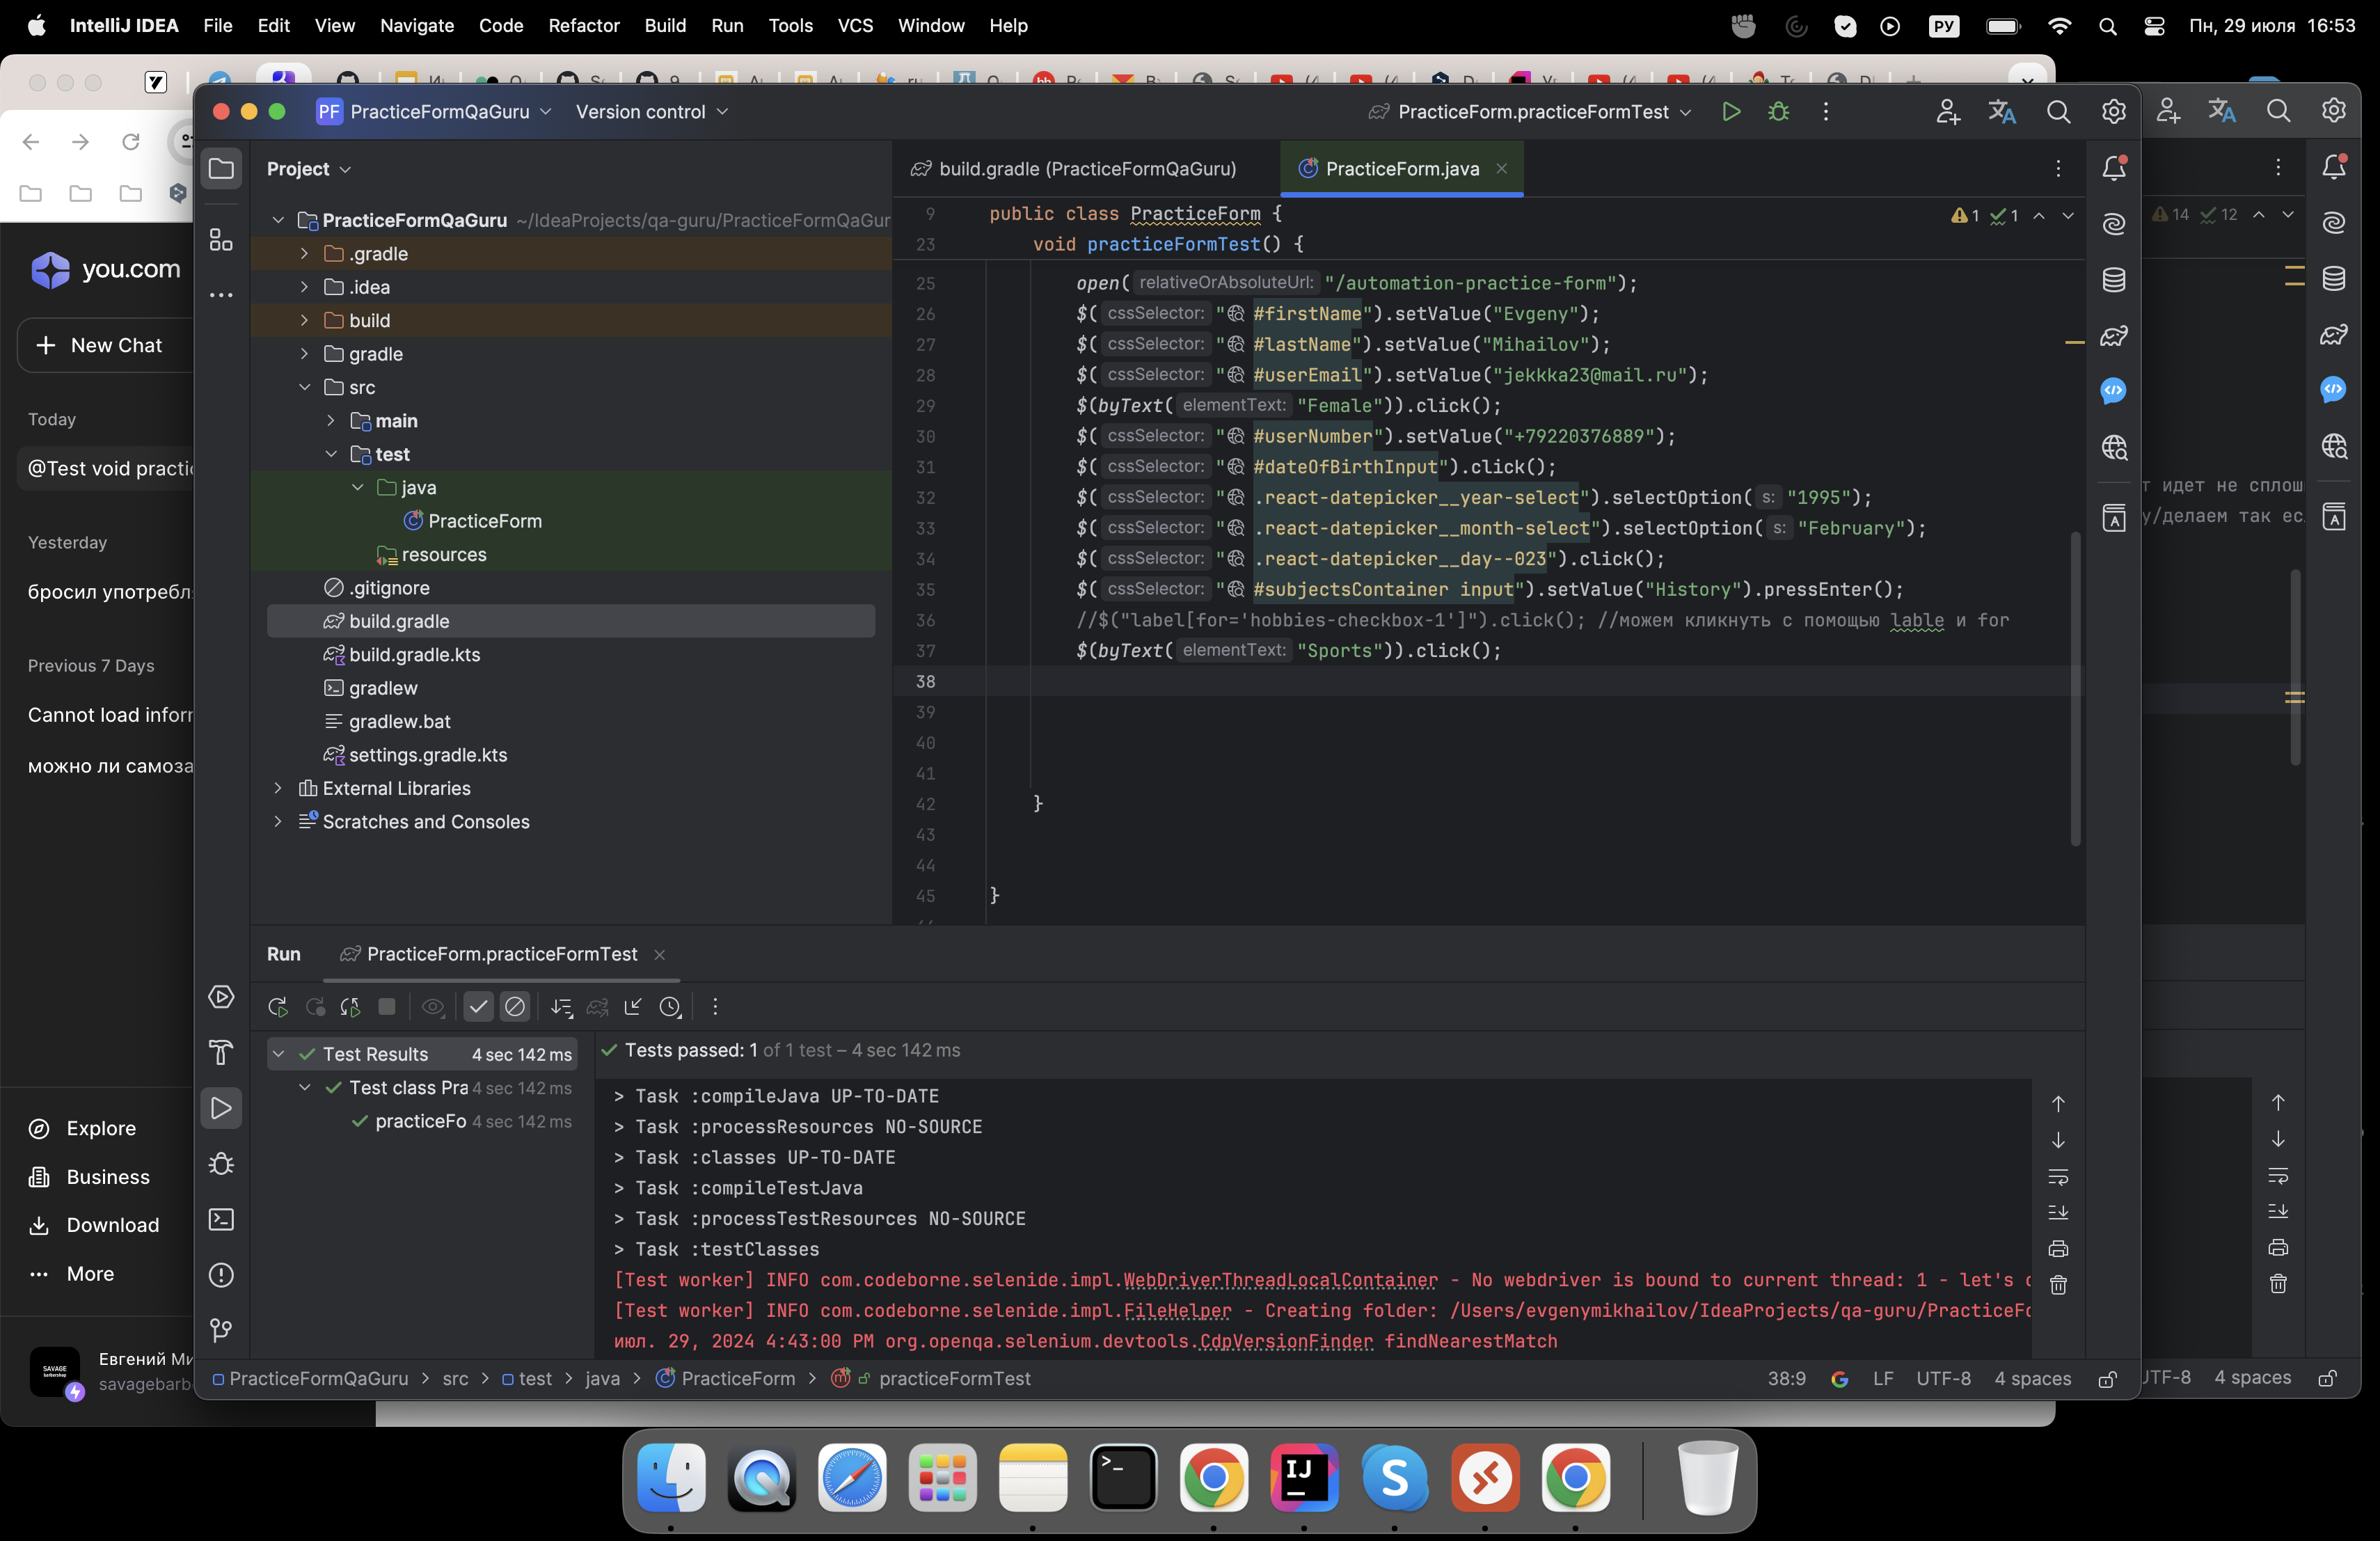 IntelliJ IDEA File Edit View Navigate Code Refactor Build Run Tools VCS Window Help РУ Пн, 29 июля 16:53
PF PracticeFormQaGuru Version control PracticeForm.practiceFormTest
you.com
New Chat
Today
@Test void practic
Yesterday
бросил употребл
Previous 7 Days
Cannot load infor
можно ли самоза
Explore
Business
Download
More
SAVAGE
Евгений Ми
savagebarb
Project
PracticeFormQaGuru ~/IdeaProjects/qa-guru/PracticeFormQaGur
.gradle
.idea
build
gradle
src
main
test
java
PracticeForm
resources
.gitignore
build.gradle
build.gradle.kts
gradlew
gradlew.bat
settings.gradle.kts
External Libraries
Scratches and Consoles
build.gradle (PracticeFormQaGuru) PracticeForm.java
9 public class PracticeForm { 1 1
23 void practiceFormTest() {
25 open( relativeOrAbsoluteUrl: "/automation-practice-form");
26 $( cssSelector: "#firstName").setValue("Evgeny");
27 $( cssSelector: "#lastName").setValue("Mihailov");
28 $( cssSelector: "#userEmail").setValue("jekkka23@mail.ru");
29 $(byText( elementText: "Female")).click();
30 $( cssSelector: "#userNumber").setValue("+79220376889");
31 $( cssSelector: "#dateOfBirthInput").click();
32 $( cssSelector: ".react-datepicker__year-select").selectOption( s: "1995");
33 $( cssSelector: ".react-datepicker__month-select").selectOption( s: "February");
34 $( cssSelector: ".react-datepicker__day--023").click();
35 $( cssSelector: "#subjectsContainer input").setValue("History").pressEnter();
36 //$("label[for='hobbies-checkbox-1']").click(); //можем кликнуть с помощью lable и for
37 $(byText( elementText: "Sports")).click();
38
39
40
41
42 }
43
44
45 }
14 12
т идет не сплош
у/делаем так ес
Run PracticeForm.practiceFormTest
Test Results 4 sec 142 ms
Test class Pra 4 sec 142 ms
practiceFo 4 sec 142 ms
Tests passed: 1 of 1 test – 4 sec 142 ms
> Task :compileJava UP-TO-DATE
> Task :processResources NO-SOURCE
> Task :classes UP-TO-DATE
> Task :compileTestJava
> Task :processTestResources NO-SOURCE
> Task :testClasses
[Test worker] INFO com.codeborne.selenide.impl.WebDriverThreadLocalContainer - No webdriver is bound to current thread: 1 - let's c
[Test worker] INFO com.codeborne.selenide.impl.FileHelper - Creating folder: /Users/evgenymikhailov/IdeaProjects/qa-guru/PracticeFo
июл. 29, 2024 4:43:00 PM org.openqa.selenium.devtools.CdpVersionFinder findNearestMatch
PracticeFormQaGuru > src > test > java > PracticeForm > practiceFormTest 38:9 LF UTF-8 4 spaces
UTF-8 4 spaces